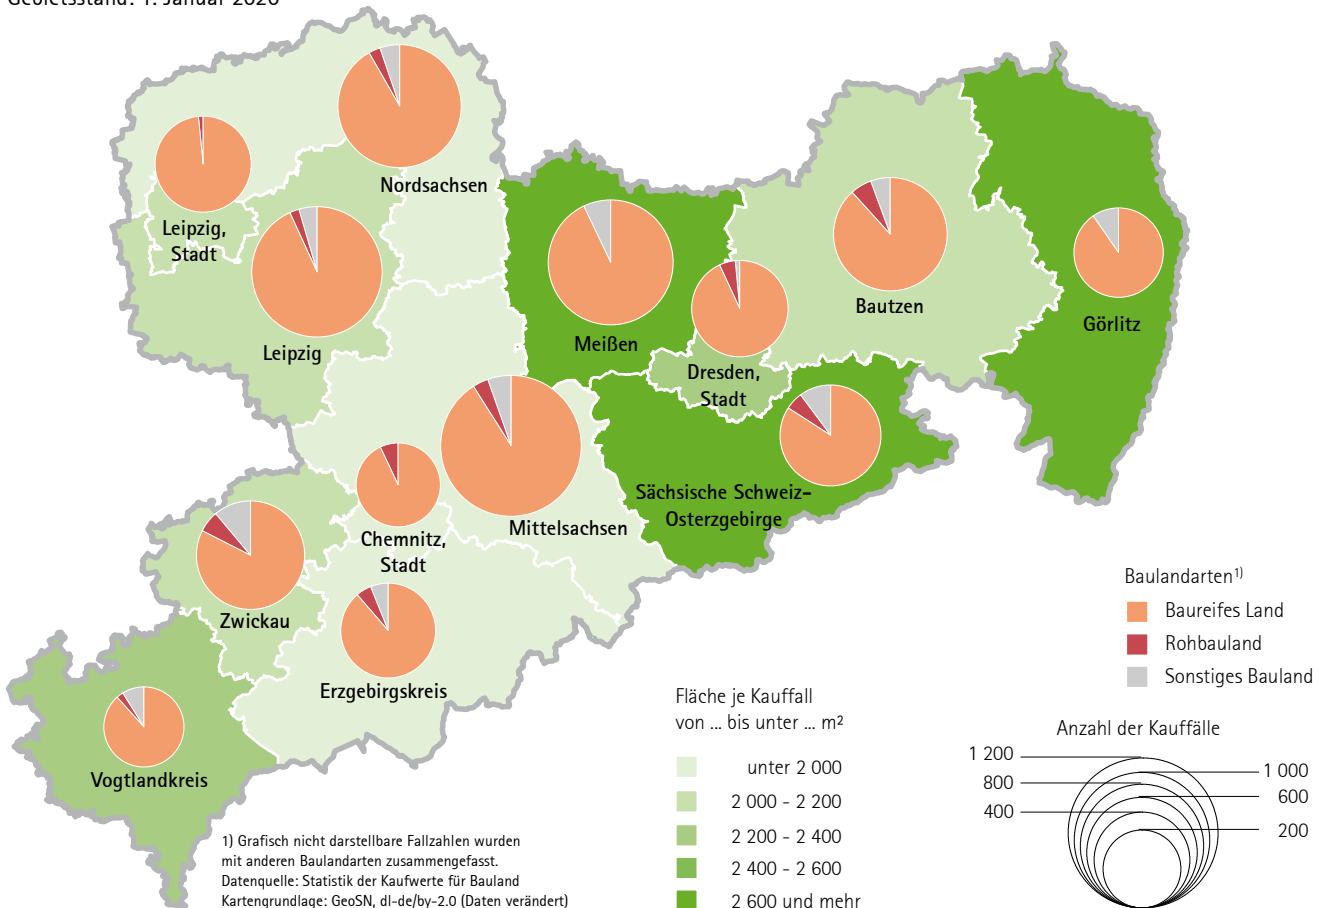 Gebietsstand: 1. Januar 2020
Nordsachsen
Leipzig,
Stadt
Leipzig
Meißen
Dresden,
Stadt
Bautzen
Görlitz
Sächsische Schweiz-
Osterzgebirge
Mittelsachsen
Chemnitz,
Stadt
Zwickau
Erzgebirgskreis
Vogtlandkreis
Baulandarten1)
Baureifes Land
Rohbauland
Sonstiges Bauland
Fläche je Kauffall
von ... bis unter ... m²
unter 2 000
2 000 - 2 200
2 200 - 2 400
2 400 - 2 600
2 600 und mehr
Anzahl der Kauffälle
1 200
1 000
800
600
400
200
1) Grafisch nicht darstellbare Fallzahlen wurden
mit anderen Baulandarten zusammengefasst.
Datenquelle: Statistik der Kaufwerte für Bauland
Kartengrundlage: GeoSN, dl-de/by-2.0 (Daten verändert)